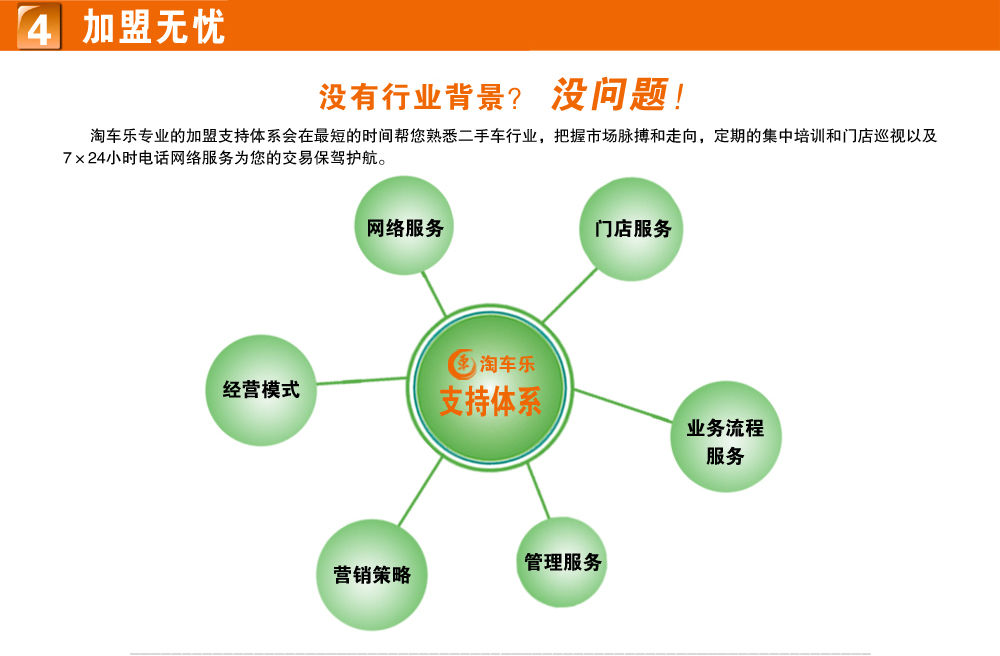 4 加盟无忧
没有行业背景? 没问题!
淘车乐专业的加盟支持体系会在最短的时间帮您熟悉二手车行业，把握市场脉搏和走向，定期的集中培训和门店巡视以及
7×24小时电话网络服务为您的交易保驾护航。
网络服务
门店服务
淘车乐
支持体系
经营模式
业务流程
服务
营销策略
管理服务